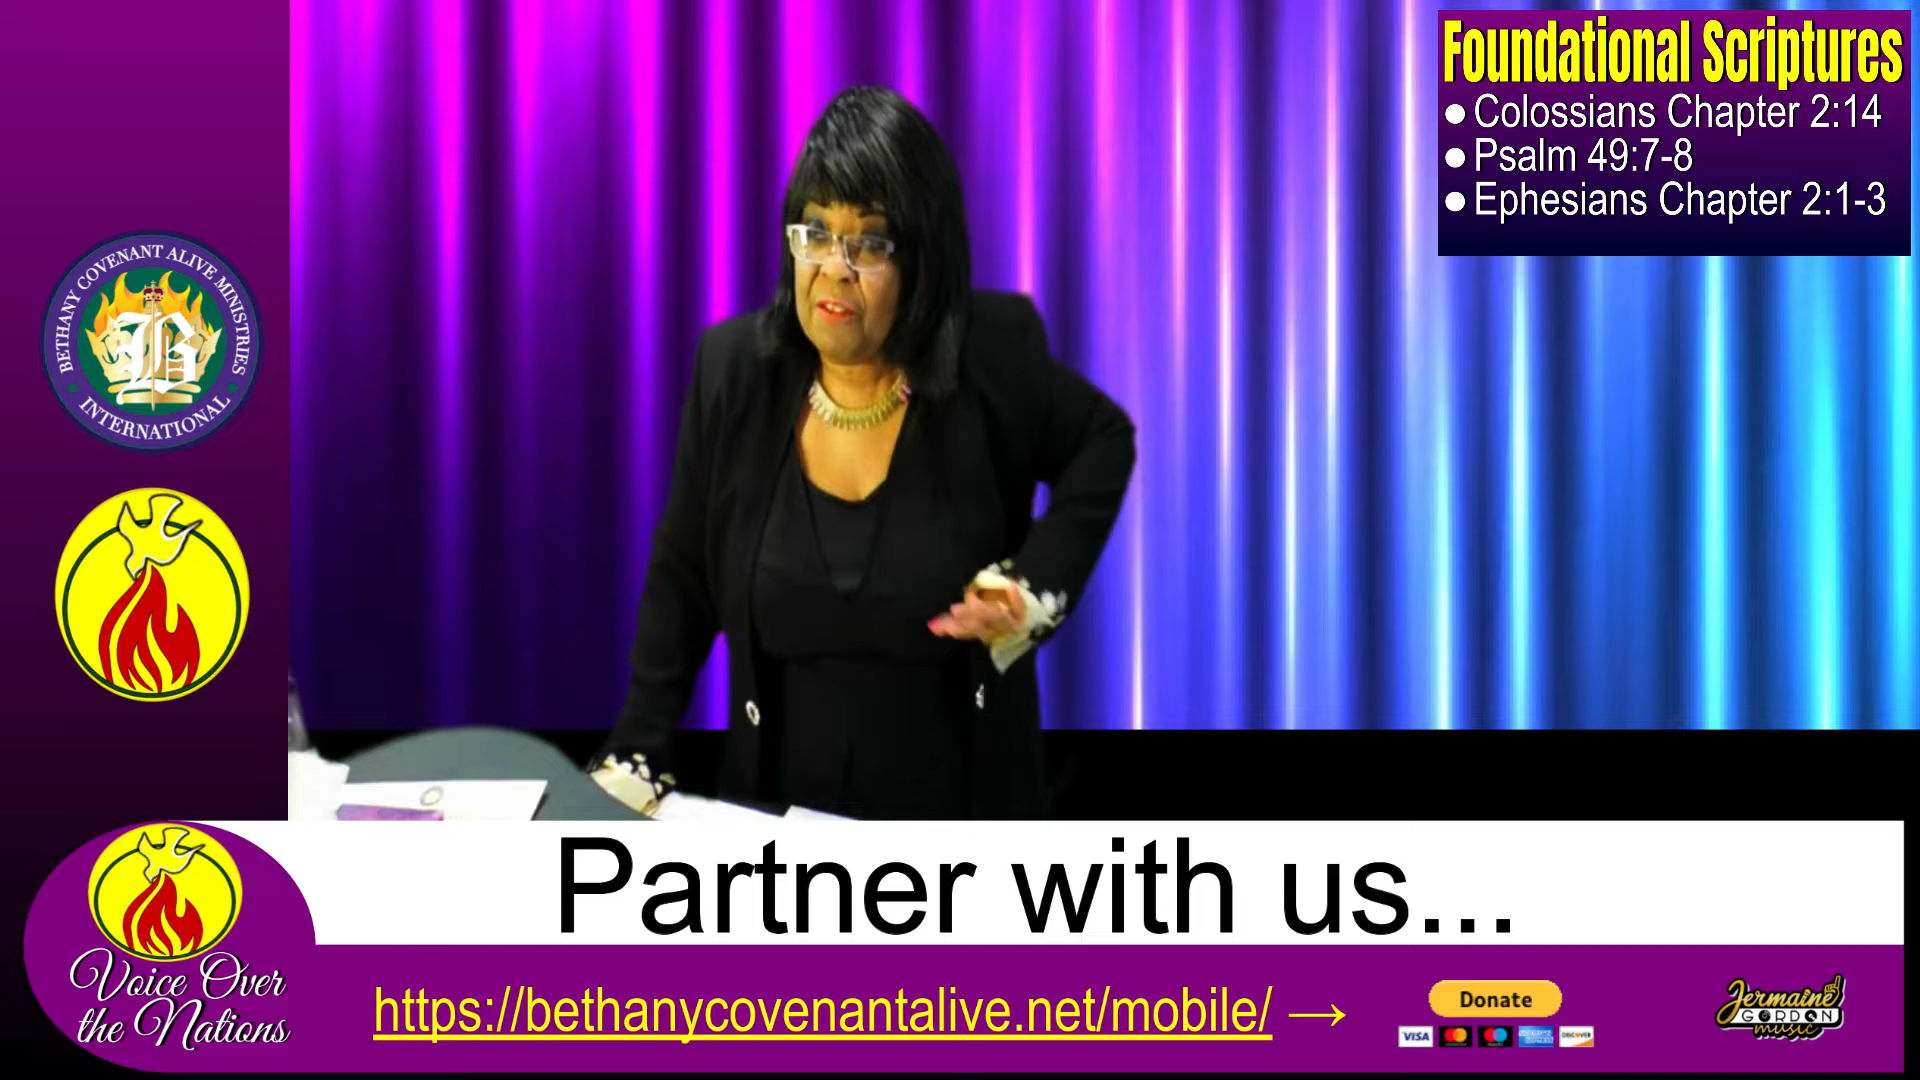 Foundational Scriptures
● Colossians Chapter 2:14
● Psalm 49:7-8
● Ephesians Chapter 2:1-3
BETHANY COVENANT ALIVE MINISTRIES
B
• INTERNATIONAL •
Partner with us...
Voice Over
the Nations
https://bethanycovenantalive.net/mobile/ →
Donate
VISA
DISCOVER
Jermaine
GORDON
music